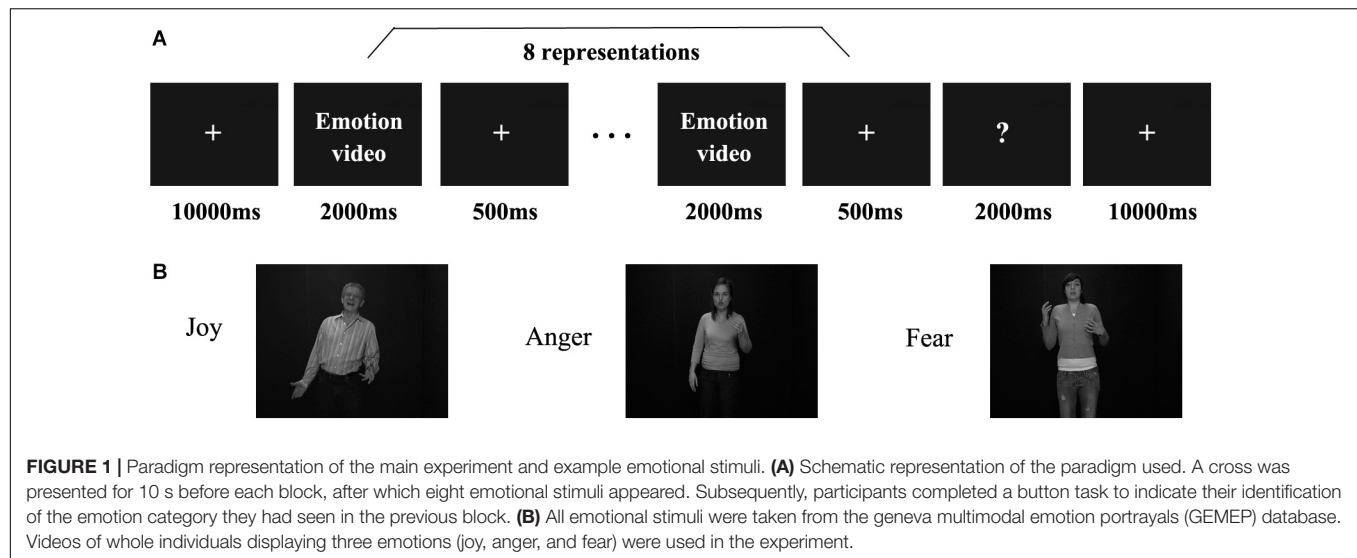 A
8 representations
+ Emotion video + ... Emotion video + ? +
10000ms 2000ms 500ms 2000ms 500ms 2000ms 10000ms
B
Joy Anger Fear
FIGURE 1 | Paradigm representation of the main experiment and example emotional stimuli. (A) Schematic representation of the paradigm used. A cross was
presented for 10 s before each block, after which eight emotional stimuli appeared. Subsequently, participants completed a button task to indicate their identification
of the emotion category they had seen in the previous block. (B) All emotional stimuli were taken from the geneva multimodal emotion portrayals (GEMEP) database.
Videos of whole individuals displaying three emotions (joy, anger, and fear) were used in the experiment.